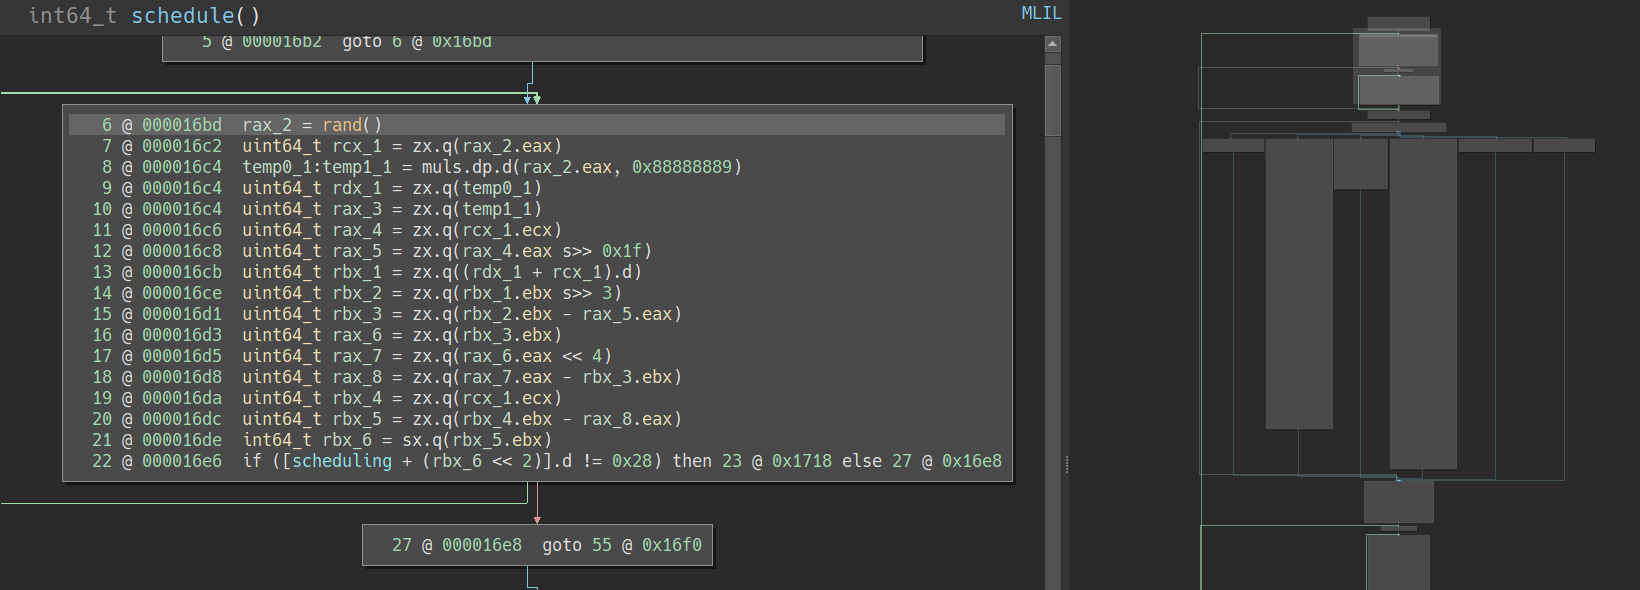 int64_t schedule()
MLIL
5 @ 000016b2 goto 6 @ 0x16bd
6 @ 000016bd rax_2 = rand()
7 @ 000016c2 uint64_t rcx_1 = zx.q(rax_2.eax)
8 @ 000016c4 temp0_1:temp1_1 = muls.dp.d(rax_2.eax, 0x88888889)
9 @ 000016c4 uint64_t rdx_1 = zx.q(temp0_1)
10 @ 000016c4 uint64_t rax_3 = zx.q(temp1_1)
11 @ 000016c6 uint64_t rax_4 = zx.q(rcx_1.ecx)
12 @ 000016c8 uint64_t rax_5 = zx.q(rax_4.eax s>> 0x1f)
13 @ 000016cb uint64_t rbx_1 = zx.q((rdx_1 + rcx_1).d)
14 @ 000016ce uint64_t rbx_2 = zx.q(rbx_1.ebx s>> 3)
15 @ 000016d1 uint64_t rbx_3 = zx.q(rbx_2.ebx - rax_5.eax)
16 @ 000016d3 uint64_t rax_6 = zx.q(rbx_3.ebx)
17 @ 000016d5 uint64_t rax_7 = zx.q(rax_6.eax << 4)
18 @ 000016d8 uint64_t rax_8 = zx.q(rax_7.eax - rbx_3.ebx)
19 @ 000016da uint64_t rbx_4 = zx.q(rcx_1.ecx)
20 @ 000016dc uint64_t rbx_5 = zx.q(rbx_4.ebx - rax_8.eax)
21 @ 000016de int64_t rbx_6 = sx.q(rbx_5.ebx)
22 @ 000016e6 if ([scheduling + (rbx_6 << 2)].d != 0x28) then 23 @ 0x1718 else 27 @ 0x16e8
27 @ 000016e8 goto 55 @ 0x16f0